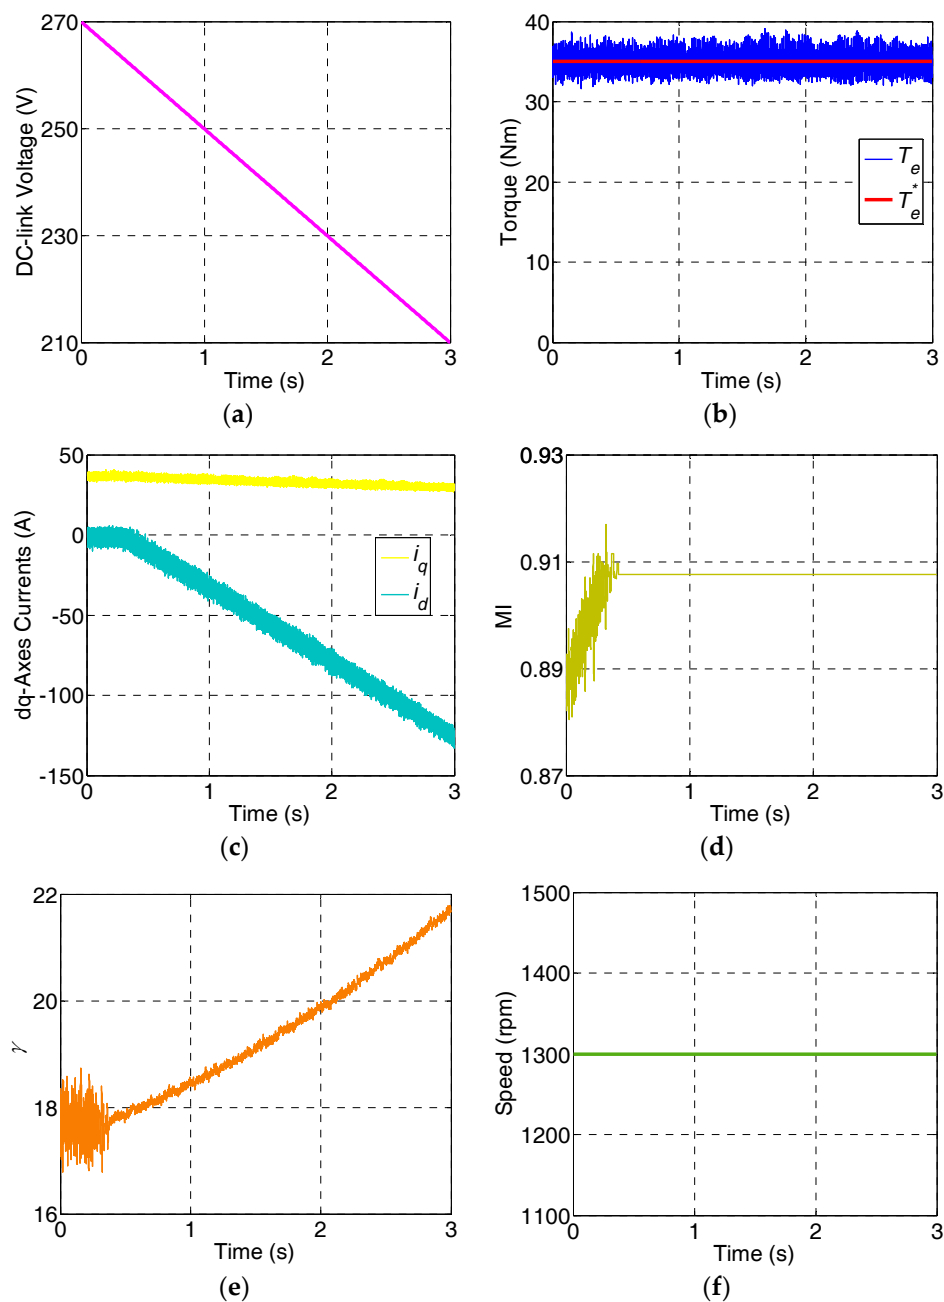 270
250
230
210
0
1
2
3
DC-link Voltage (V)
Time (s)
(a)
40
30
20
10
0
0
1
2
3
Torque (Nm)
T_e
T_e^*
Time (s)
(b)
50
0
-50
-100
-150
0
1
2
3
dq-Axes Currents (A)
i_q
i_d
Time (s)
(c)
0.93
0.91
0.89
0.87
0
1
2
3
MI
Time (s)
(d)
22
20
18
16
0
1
2
3
γ
Time (s)
(e)
1500
1400
1300
1200
1100
0
1
2
3
Speed (rpm)
Time (s)
(f)